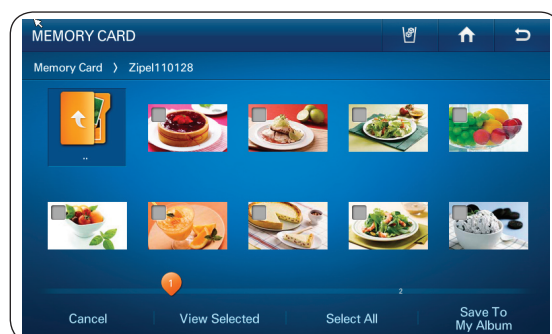 MEMORY CARD
Memory Card > Zipel110128
..
1
2
Cancel View Selected Select All Save To
My Album